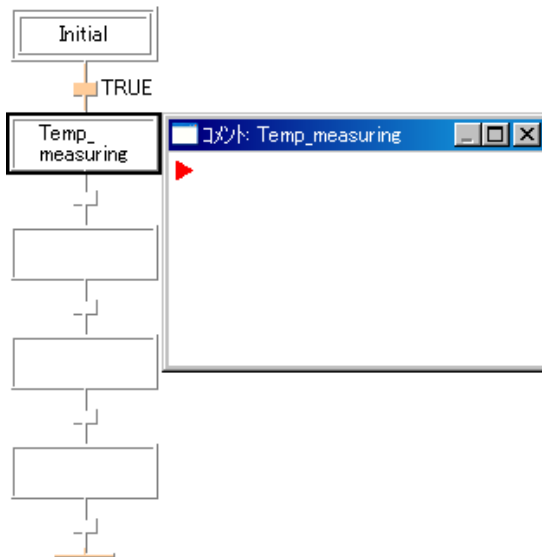 Initial
TRUE
Temp_
measuring
コメント: Temp_measuring